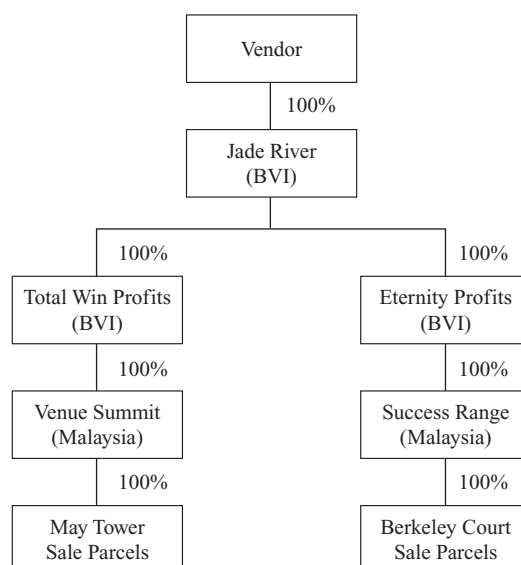 Vendor
100%
Jade River
(BVI)
100%
100%
Total Win Profits
(BVI)
Eternity Profits
(BVI)
100%
100%
Venue Summit
(Malaysia)
Success Range
(Malaysia)
100%
100%
May Tower
Sale Parcels
Berkeley Court
Sale Parcels